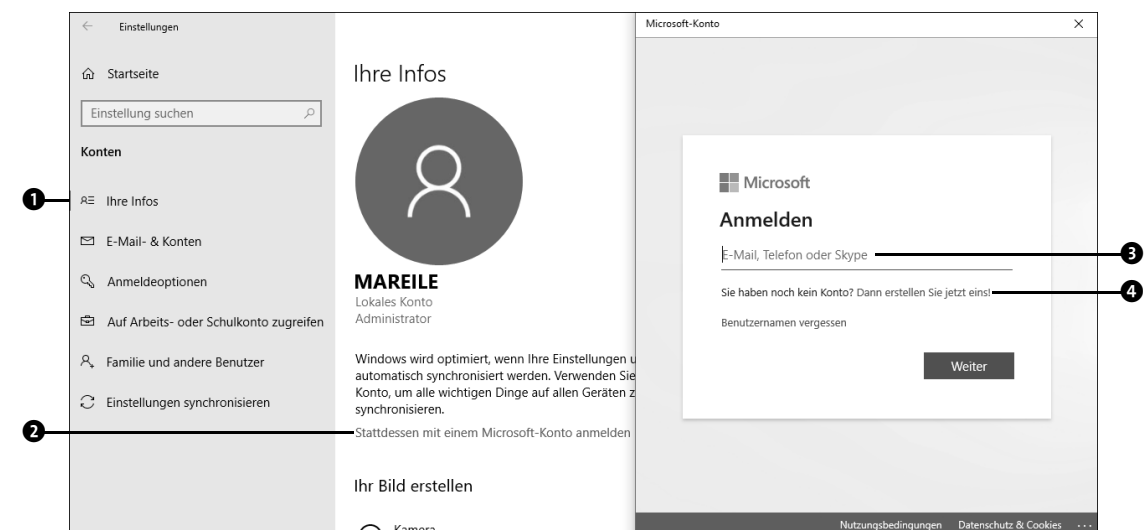 Einstellungen
Startseite
Einstellung suchen
Konten
1
Ihre Infos
E-Mail- & Konten
Anmeldeoptionen
Auf Arbeits- oder Schulkonto zugreifen
Familie und andere Benutzer
Einstellungen synchronisieren
2
Ihre Infos
MAREILE
Lokales Konto
Administrator
Windows wird optimiert, wenn Ihre Einstellungen u
automatisch synchronisiert werden. Verwenden Sie
Konto, um alle wichtigen Dinge auf allen Geräten z
synchronisieren.
Stattdessen mit einem Microsoft-Konto anmelden
Ihr Bild erstellen
Kamera
Microsoft-Konto
Microsoft
Anmelden
E-Mail, Telefon oder Skype
3
Sie haben noch kein Konto? Dann erstellen Sie jetzt eins!
4
Benutzernamen vergessen
Weiter
Nutzungsbedingungen Datenschutz & Cookies ...